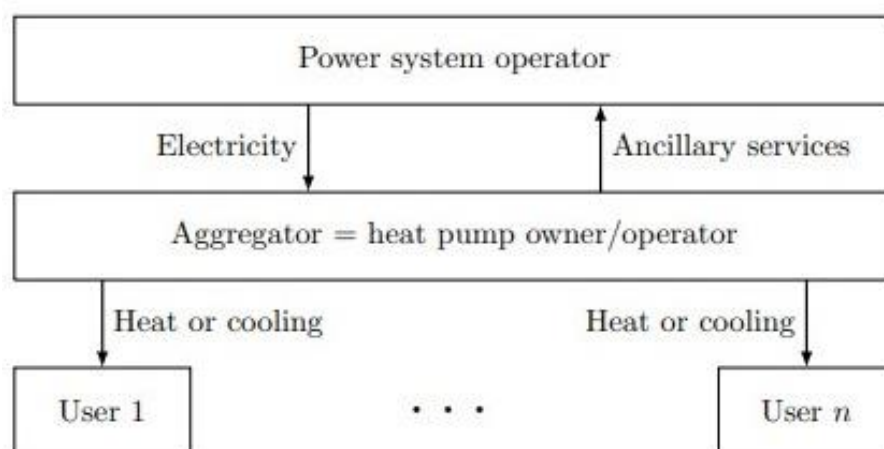 Power system operator
Electricity
Ancillary services
Aggregator = heat pump owner/operator
Heat or cooling
Heat or cooling
User 1
. . .
User n